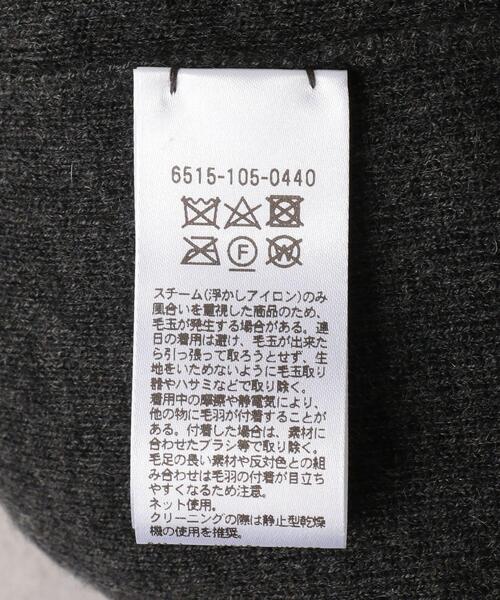 6515-105-0440
F W
スチーム(浮かしアイロン)のみ
風合いを重視した商品のため、
毛玉が発生する場合がある。連
日の着用は避け、毛玉が出来た
ら引っ張って取ろうとせず、生
地をいためないように毛玉取り
器やハサミなどで取り除く。
着用中の摩擦や静電気により、
他の物に毛羽が付着することが
ある。付着した場合は、素材に
合わせたブラシ等で取り除く。
毛足の長い素材や反対色との組
み合わせは毛羽の付着が目立ち
やすくなるため注意。
ネット使用。
クリーニングの際は静止型乾燥
機の使用を推奨。